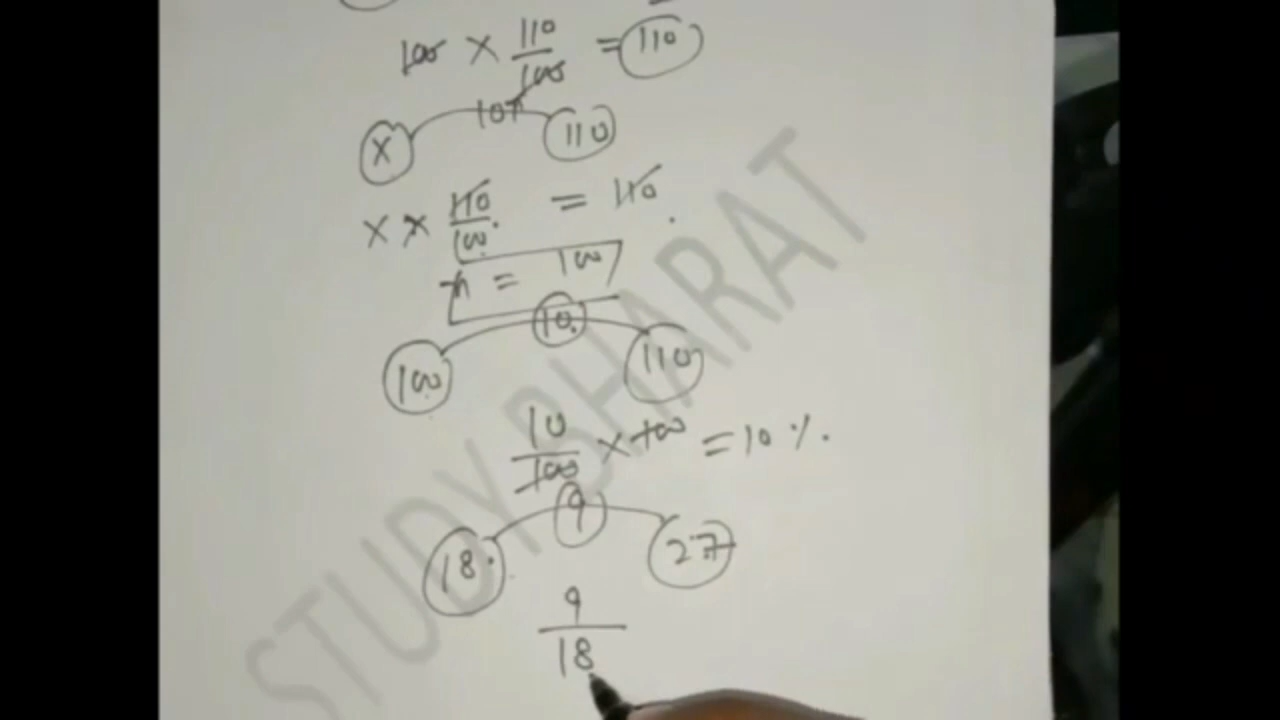 100 × 110/100 = 110
10%
x 110
x × 110/100 = 110
x = 100
10
100 110
10/100 × 100 = 10 %.
9
18 27
9/18
STUDY BHARAT